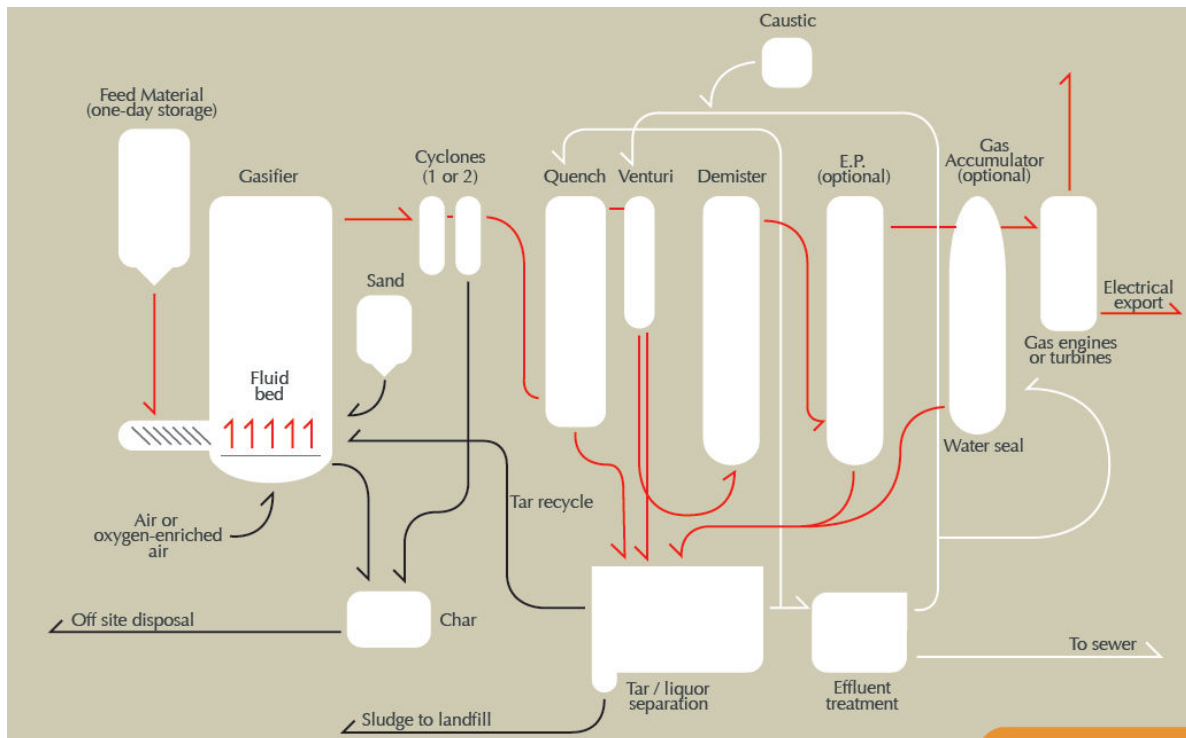 Caustic
Feed Material
(one-day storage)
Gasifier
Cyclones
(1 or 2)
Quench
Venturi
Demister
E.P.
(optional)
Gas
Accumulator
(optional)
Sand
Electrical
export
Gas engines
or turbines
Fluid
bed
Water seal
Tar recycle
Air or
oxygen-enriched
air
Off site disposal
Char
To sewer
Tar / liquor
separation
Effluent
treatment
Sludge to landfill